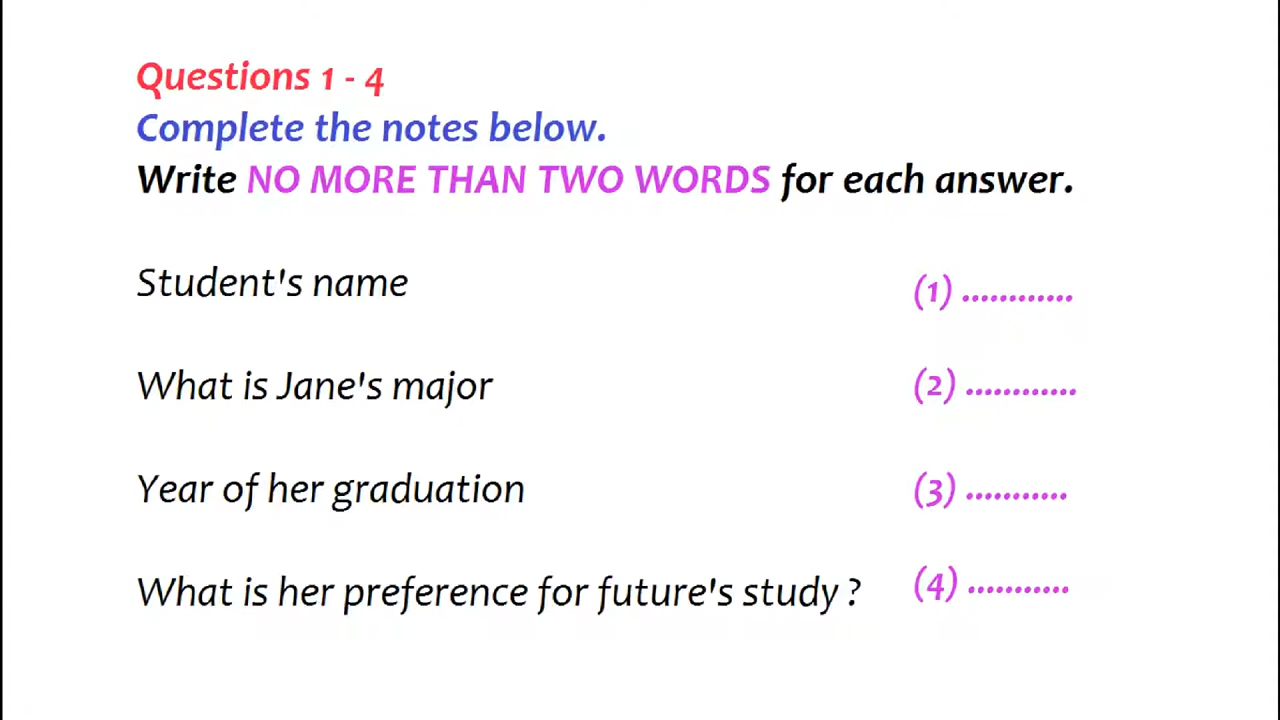 Questions 1 - 4
Complete the notes below.
Write NO MORE THAN TWO WORDS for each answer.
Student's name (1) ............
What is Jane's major (2) ............
Year of her graduation (3) ...........
What is her preference for future's study ? (4) ...........